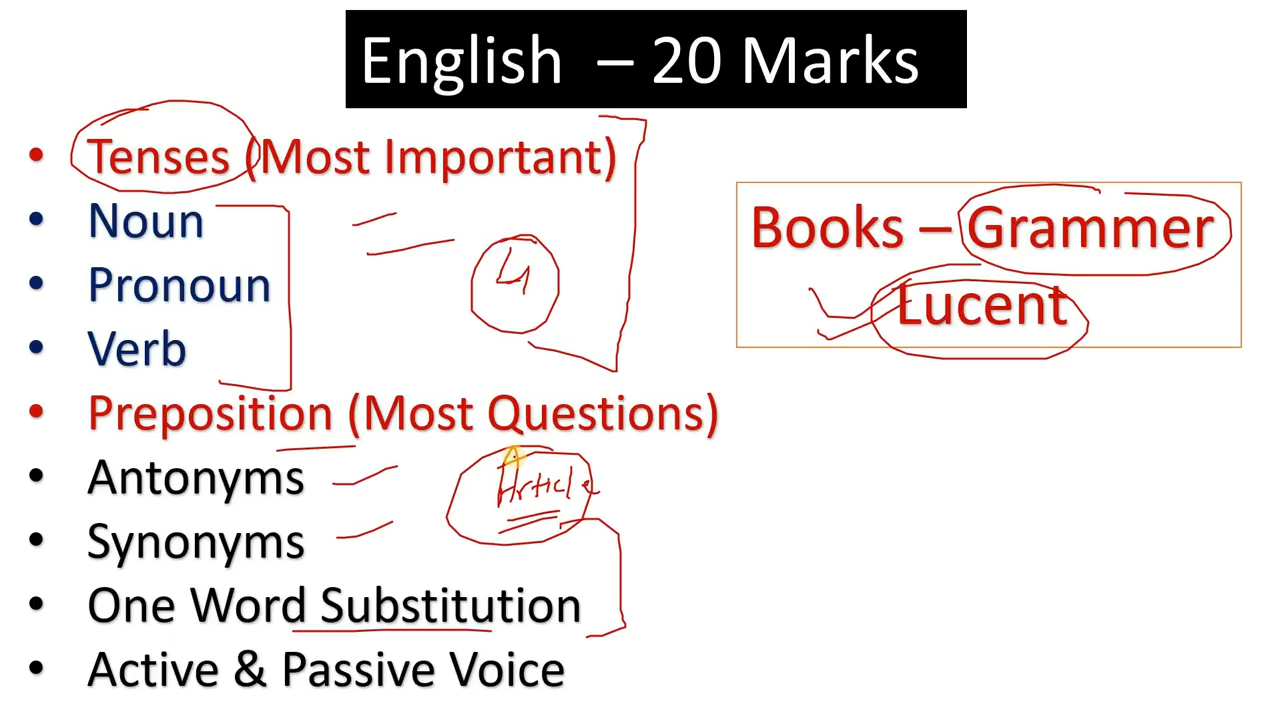 English – 20 Marks
• Tenses (Most Important)
• Noun
• Pronoun
• Verb
• Preposition (Most Questions)
• Antonyms
• Synonyms
• One Word Substitution
• Active & Passive Voice
4
Article
Books – Grammer
Lucent